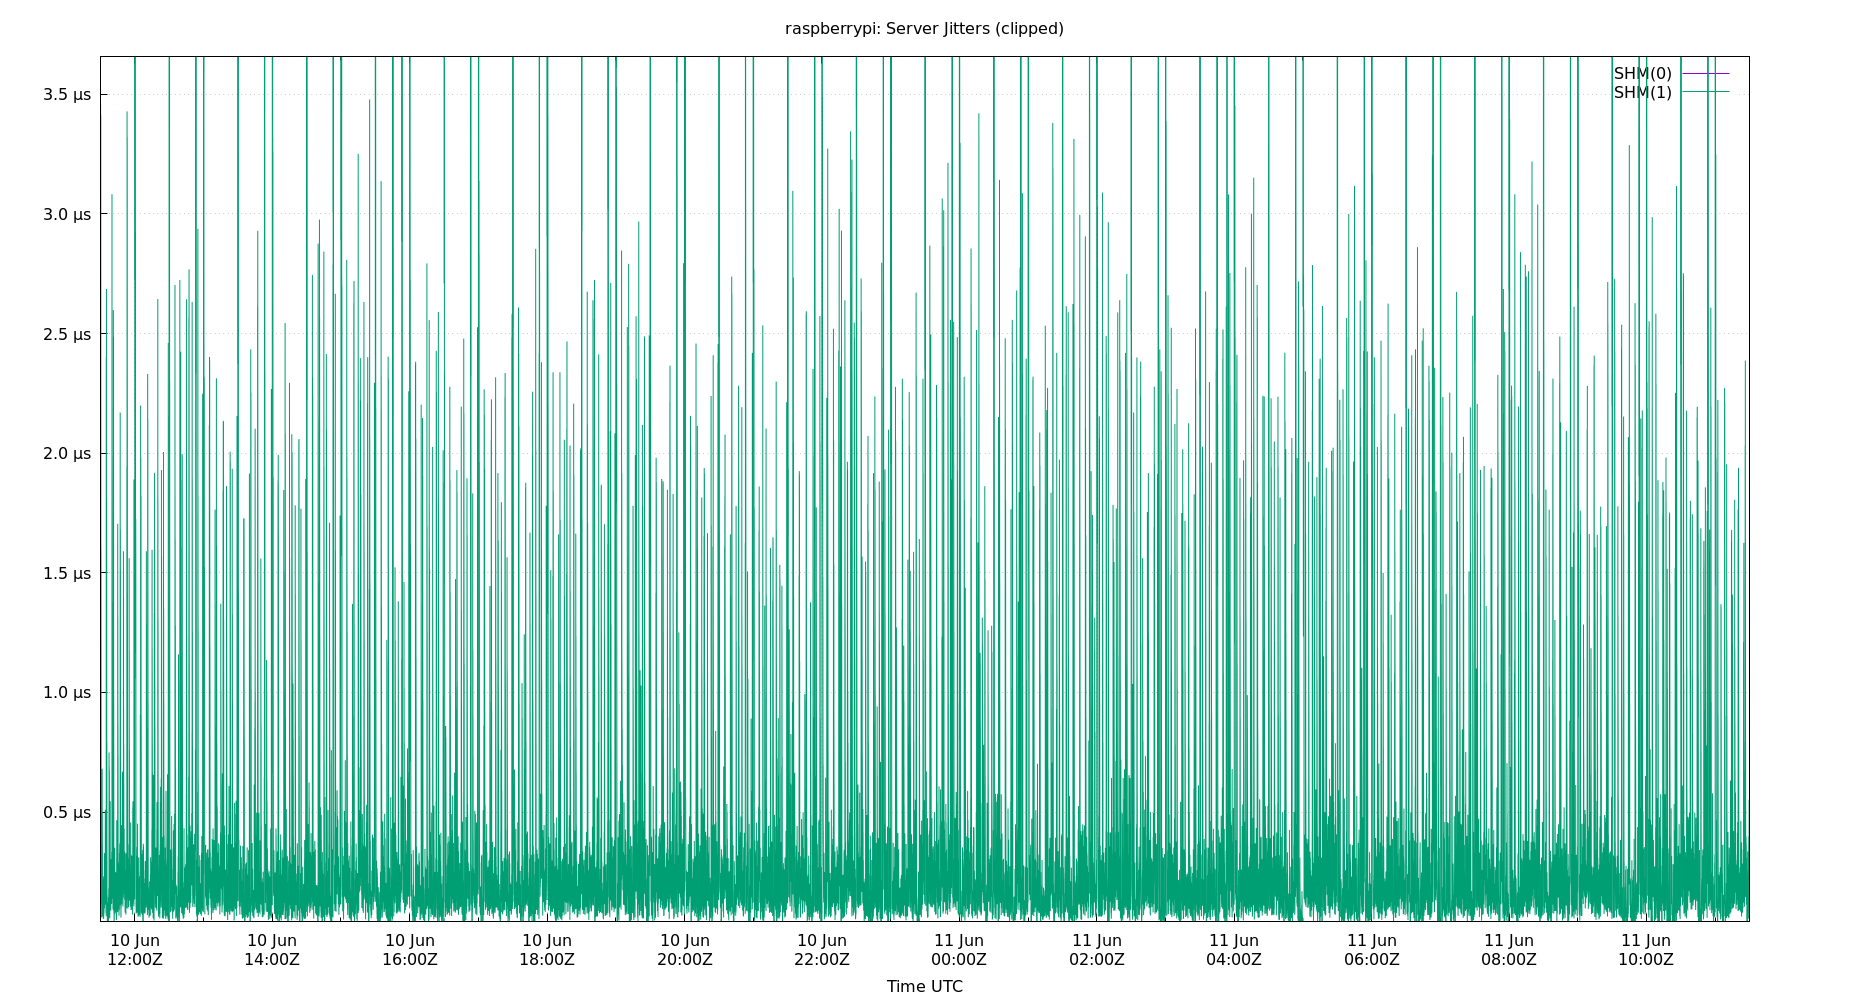 raspberrypi: Server Jitters (clipped)
SHM(0)
SHM(1)
3.5 µs
3.0 µs
2.5 µs
2.0 µs
1.5 µs
1.0 µs
0.5 µs
10 Jun 10 Jun 10 Jun 10 Jun 10 Jun 10 Jun 11 Jun 11 Jun 11 Jun 11 Jun 11 Jun 11 Jun
12:00Z 14:00Z 16:00Z 18:00Z 20:00Z 22:00Z 00:00Z 02:00Z 04:00Z 06:00Z 08:00Z 10:00Z
Time UTC